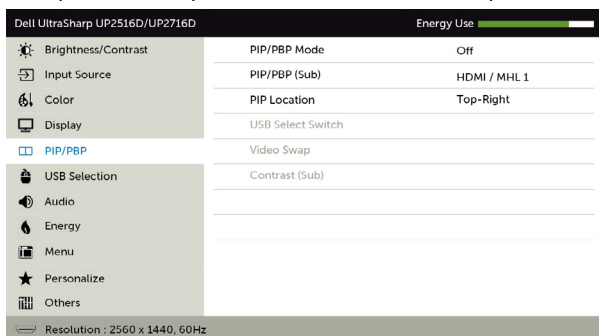 Dell UltraSharp UP2516D/UP2716D Energy Use
Brightness/Contrast PIP/PBP Mode Off
Input Source PIP/PBP (Sub) HDMI / MHL 1
Color PIP Location Top-Right
Display USB Select Switch
PIP/PBP Video Swap
USB Selection Contrast (Sub)
Audio
Energy
Menu
Personalize
Others
Resolution : 2560 x 1440, 60Hz